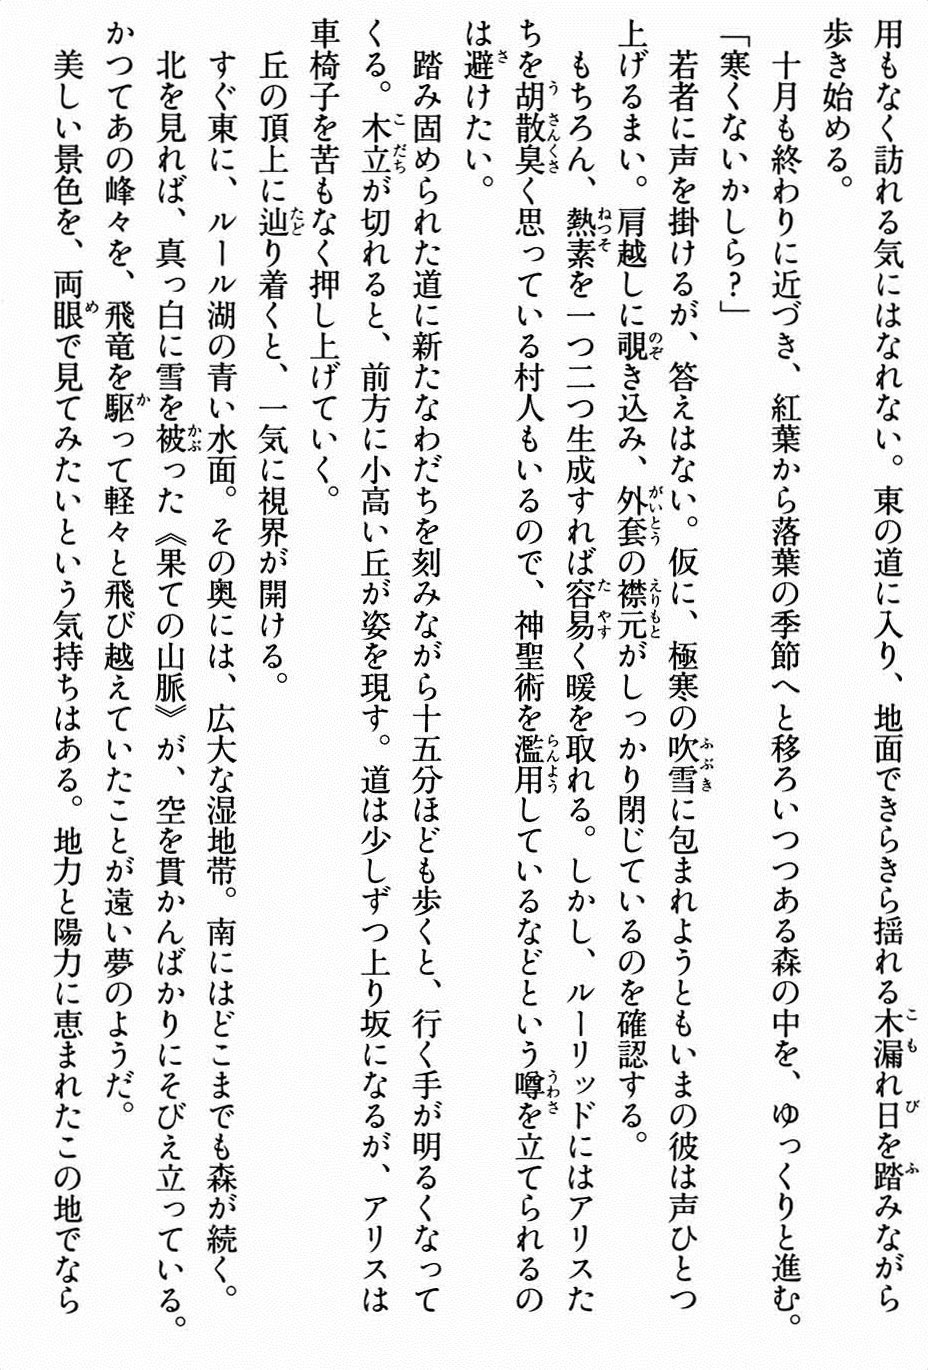 用もなく訪れる気にはなれない。東の道に入り、地面できらきら揺れる木漏れ日を踏みながら
歩き始める。
　十月も終わりに近づき、紅葉から落葉の季節へと移ろいつつある森の中を、ゆっくりと進む。
「寒くないかしら？」
　若者に声を掛けるが、答えはない。仮に、極寒の吹雪に包まれようともいまの彼は声ひとつ
上げるまい。肩越しに覗き込み、外套の襟元がしっかり閉じているのを確認する。
　もちろん、熱素を一つ二つ生成すれば容易く暖を取れる。しかし、ルーリッドにはアリスた
ちを胡散臭く思っている村人もいるので、神聖術を濫用しているなどという噂を立てられるの
は避けたい。
　踏み固められた道に新たなわだちを刻みながら十五分ほども歩くと、行く手が明るくなって
くる。木立が切れると、前方に小高い丘が姿を現す。道は少しずつ上り坂になるが、アリスは
車椅子を苦もなく押し上げていく。
　丘の頂上に辿り着くと、一気に視界が開ける。
　すぐ東に、ルール湖の青い水面。その奥には、広大な湿地帯。南にはどこまでも森が続く。
　北を見れば、真っ白に雪を被った《果ての山脈》が、空を貫かんばかりにそびえ立っている。
かつてあの峰々を、飛竜を駆って軽々と飛び越えていたことが遠い夢のようだ。
　美しい景色を、両眼で見てみたいという気持ちはある。地力と陽力に恵まれたこの地でなら